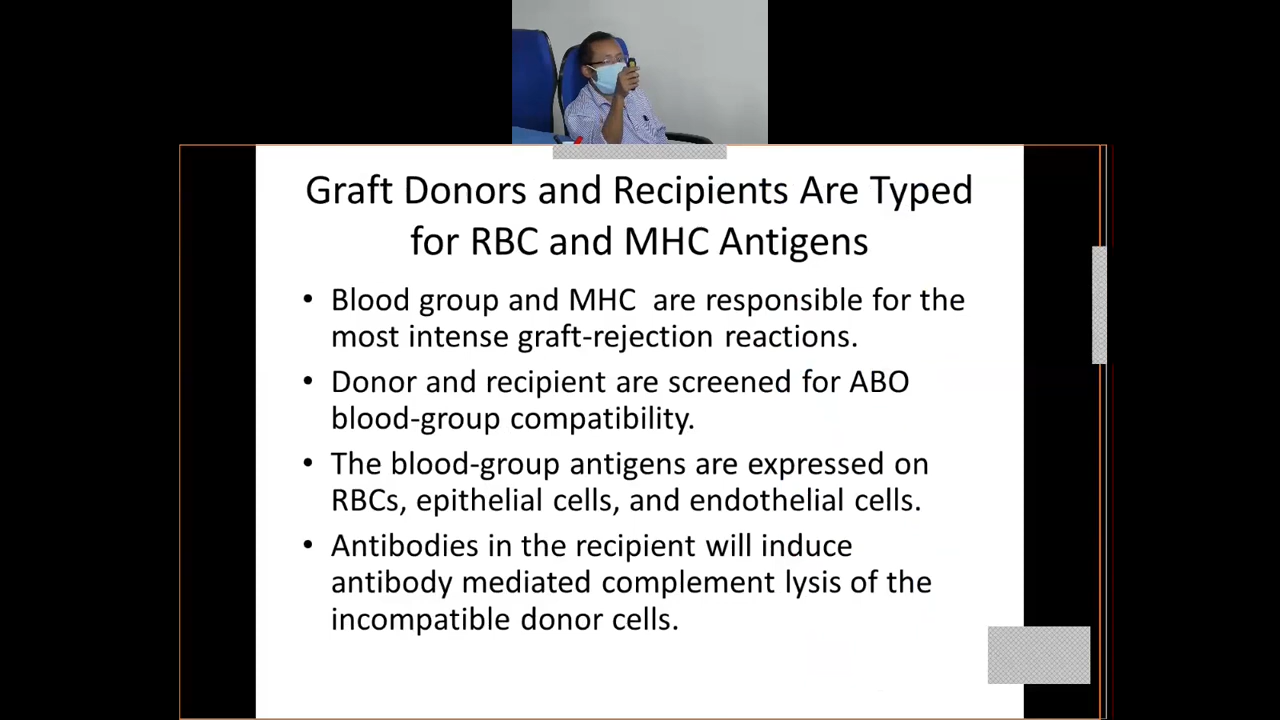 Graft Donors and Recipients Are Typed
for RBC and MHC Antigens
• Blood group and MHC  are responsible for the
most intense graft-rejection reactions.
• Donor and recipient are screened for ABO
blood-group compatibility.
• The blood-group antigens are expressed on
RBCs, epithelial cells, and endothelial cells.
• Antibodies in the recipient will induce
antibody mediated complement lysis of the
incompatible donor cells.